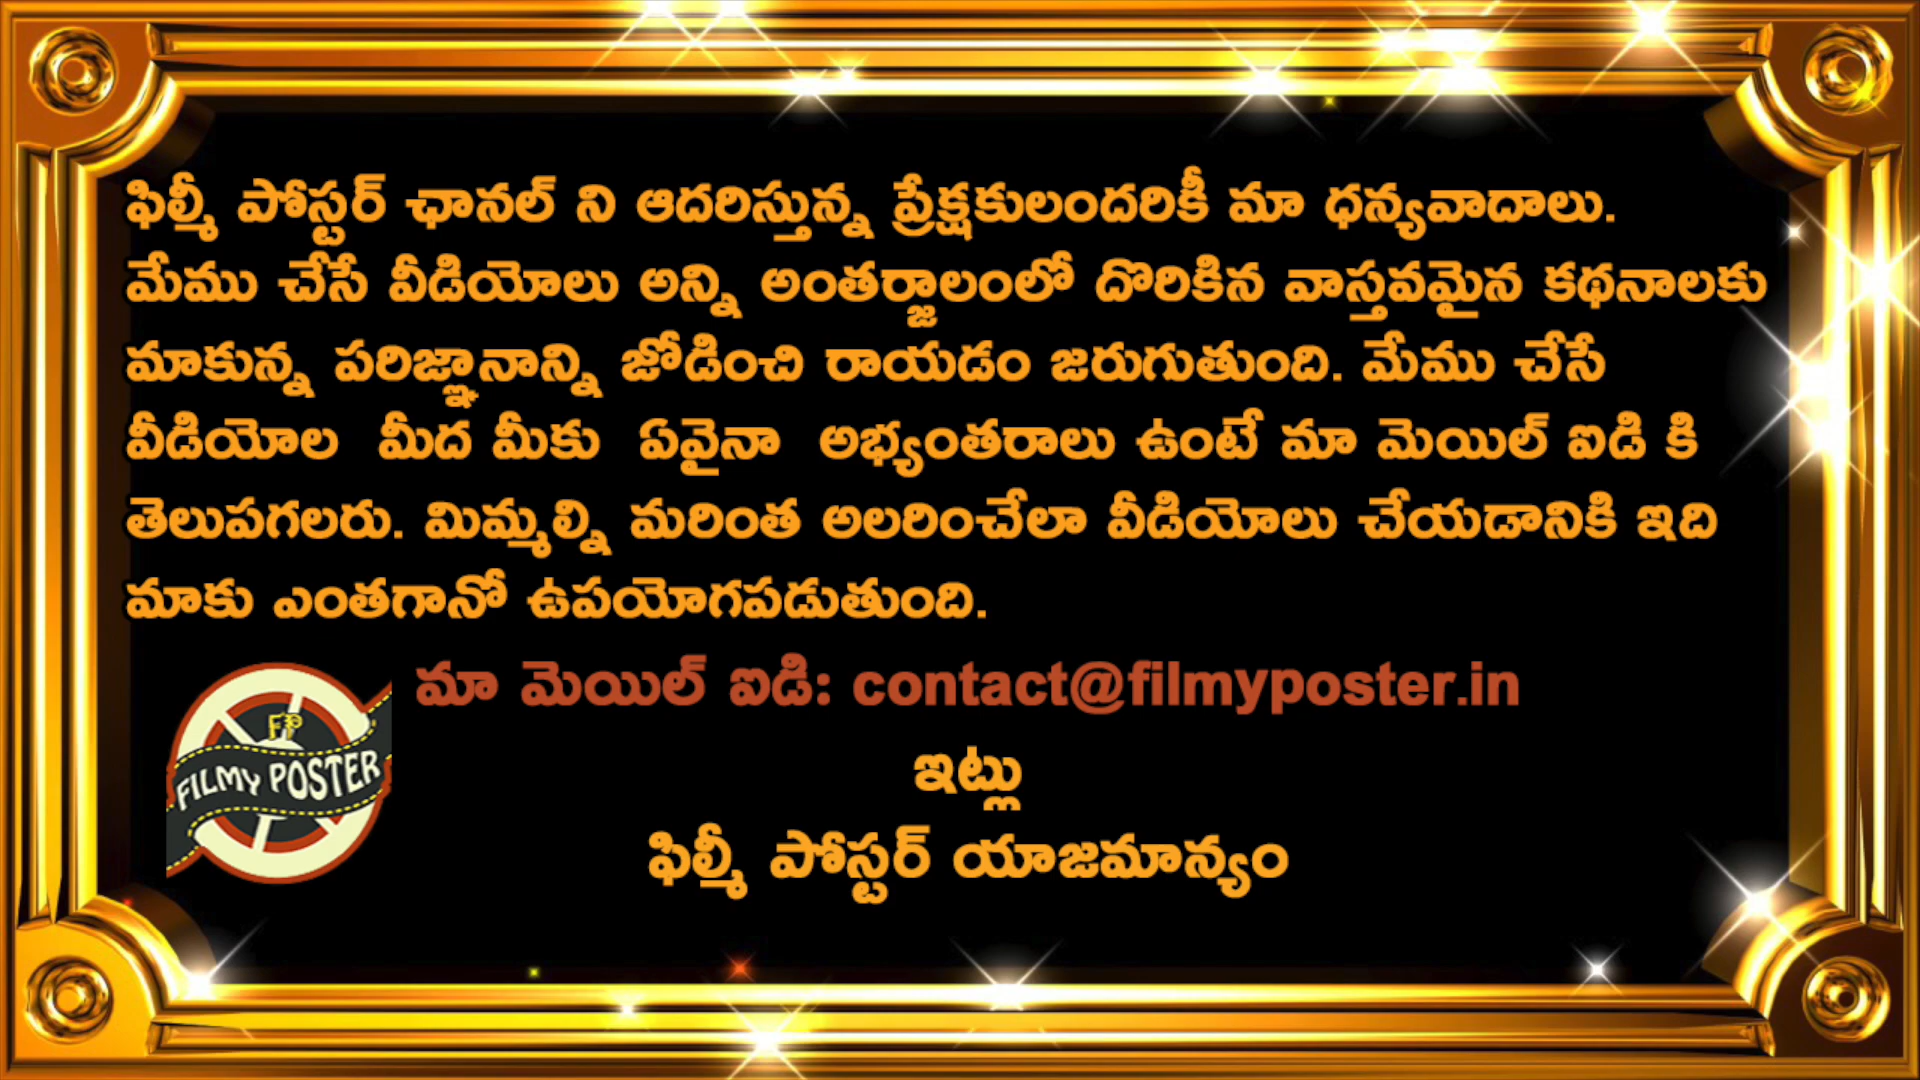 ఫిల్మీ పోస్టర్ ఛానల్ ని ఆదరిస్తున్న ప్రేక్షకులందరికీ మా ధన్యవాదాలు.
మేము చేసే వీడియోలు అన్ని అంతర్జాలంలో దొరికిన వాస్తవమైన కథనాలకు
మాకున్న పరిజ్ఞానాన్ని జోడించి రాయడం జరుగుతుంది. మేము చేసే
వీడియోల మీద మీకు ఏవైనా అభ్యంతరాలు ఉంటే మా మెయిల్ ఐడి కి
తెలుపగలరు. మిమ్మల్ని మరింత అలరించేలా వీడియోలు చేయడానికి ఇది
మాకు ఎంతగానో ఉపయోగపడుతుంది.
మా మెయిల్ ఐడి: contact@filmyposter.in
FP
FILMY POSTER
ఇట్లు
ఫిల్మీ పోస్టర్ యాజమాన్యం